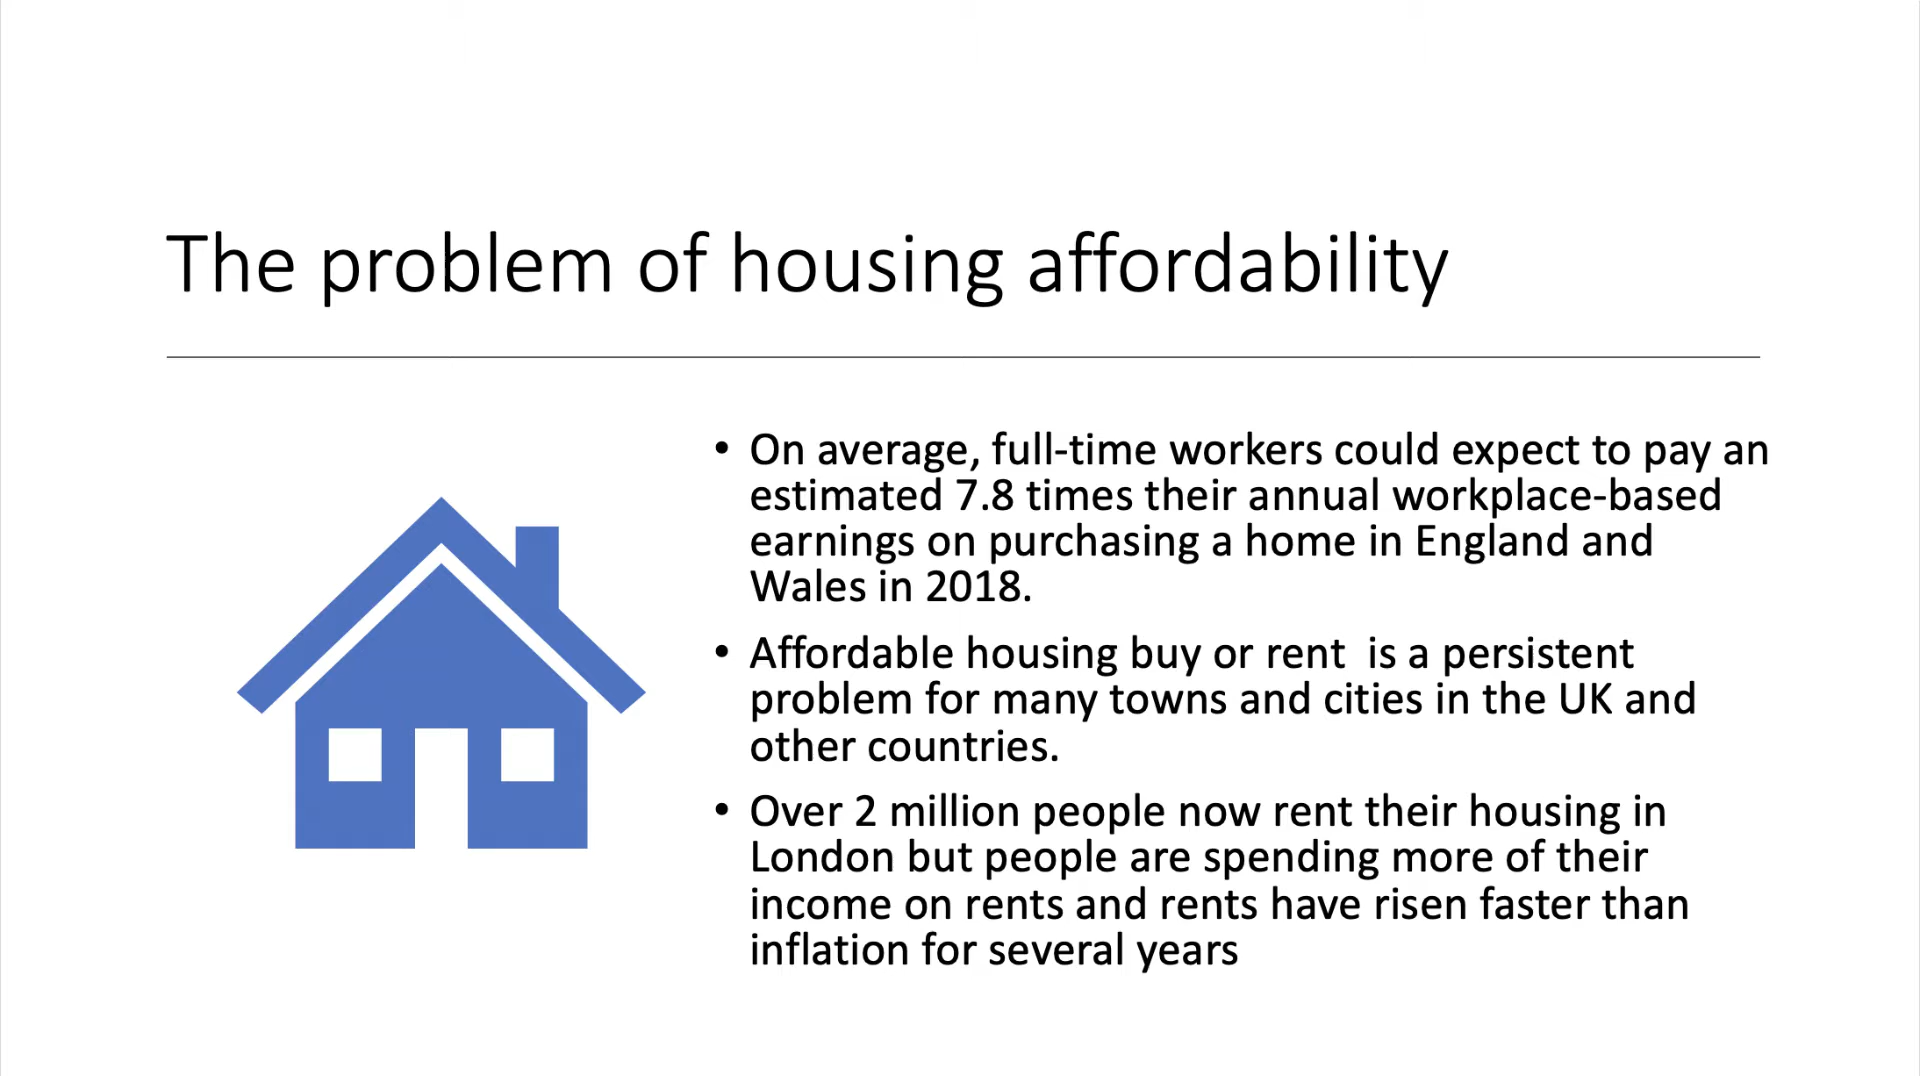 The problem of housing affordability
• On average, full-time workers could expect to pay an
estimated 7.8 times their annual workplace-based
earnings on purchasing a home in England and
Wales in 2018.
• Affordable housing buy or rent  is a persistent
problem for many towns and cities in the UK and
other countries.
• Over 2 million people now rent their housing in
London but people are spending more of their
income on rents and rents have risen faster than
inflation for several years